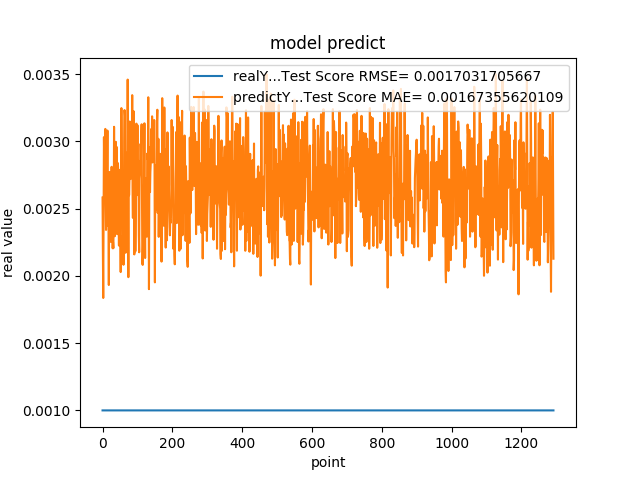 model predict
realY...Test Score RMSE= 0.0017031705667
predictY...Test Score MAE= 0.00167355620109
0.0035
0.0030
0.0025
0.0020
0.0015
0.0010
real value
0 200 400 600 800 1000 1200
point